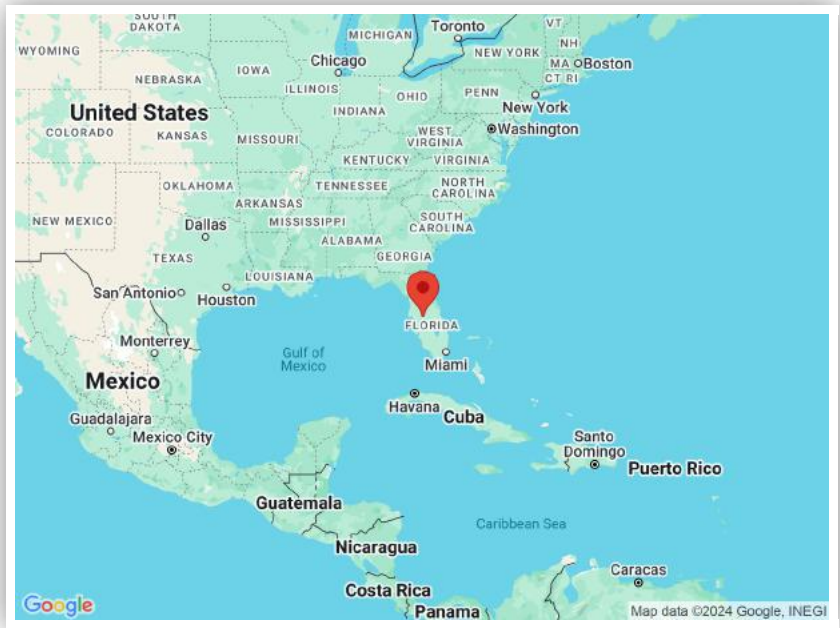 SOUTH
DAKOTA
WYOMING
MICHIGAN
Toronto
VT.
NH
NEW YORK
MA
Boston
CT RI
IOWA
Chicago
NEBRASKA
ILLINOIS
OHIO
PENN
INDIANA
New York
United States
COLORADO
KANSAS
MISSOURI
WEST
VIRGINIA
Washington
KENTUCKY
VIRGINIA
OKLAHOMA
TENNESSEE
NORTH
CAROLINA
ARKANSAS
NEW MEXICO
MISSISSIPPI
SOUTH
CAROLINA
Dallas
ALABAMA
TEXAS
GEORGIA
LOUISIANA
San Antonio
Houston
FLORIDA
Monterrey
Gulf of
Mexico
Miami
Mexico
Havana
Cuba
Guadalajara
Mexico City
Santo
Domingo
Puerto Rico
Guatemala
Caribbean Sea
Nicaragua
Caracas
Costa Rica
Panama
Google
Map data ©2024 Google, INEGI